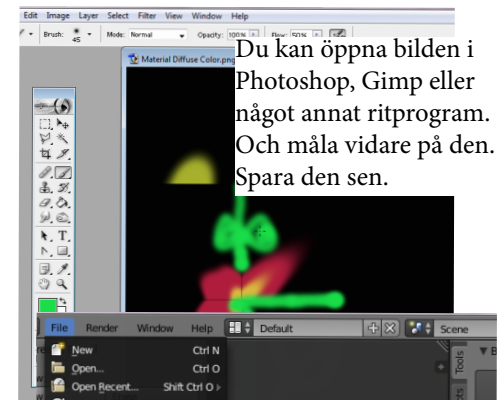 Edit Image Layer Select Filter View Window Help
Brush: 45 Mode: Normal Opacity: 100% Flow: 50%
Material Diffuse Color.png
Du kan öppna bilden i
Photoshop, Gimp eller
något annat ritprogram.
Och måla vidare på den.
Spara den sen.
File Render Window Help Default Scene
New Ctrl N
Open... Ctrl O
Open Recent... Shift Ctrl O
Tools